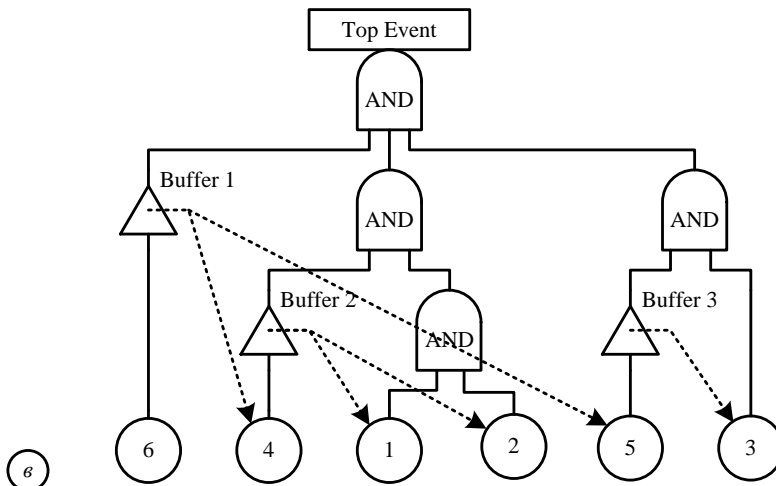 Top Event
AND
Buffer 1
AND
AND
Buffer 2
Buffer 3
AND
6
4
1
2
5
3
в